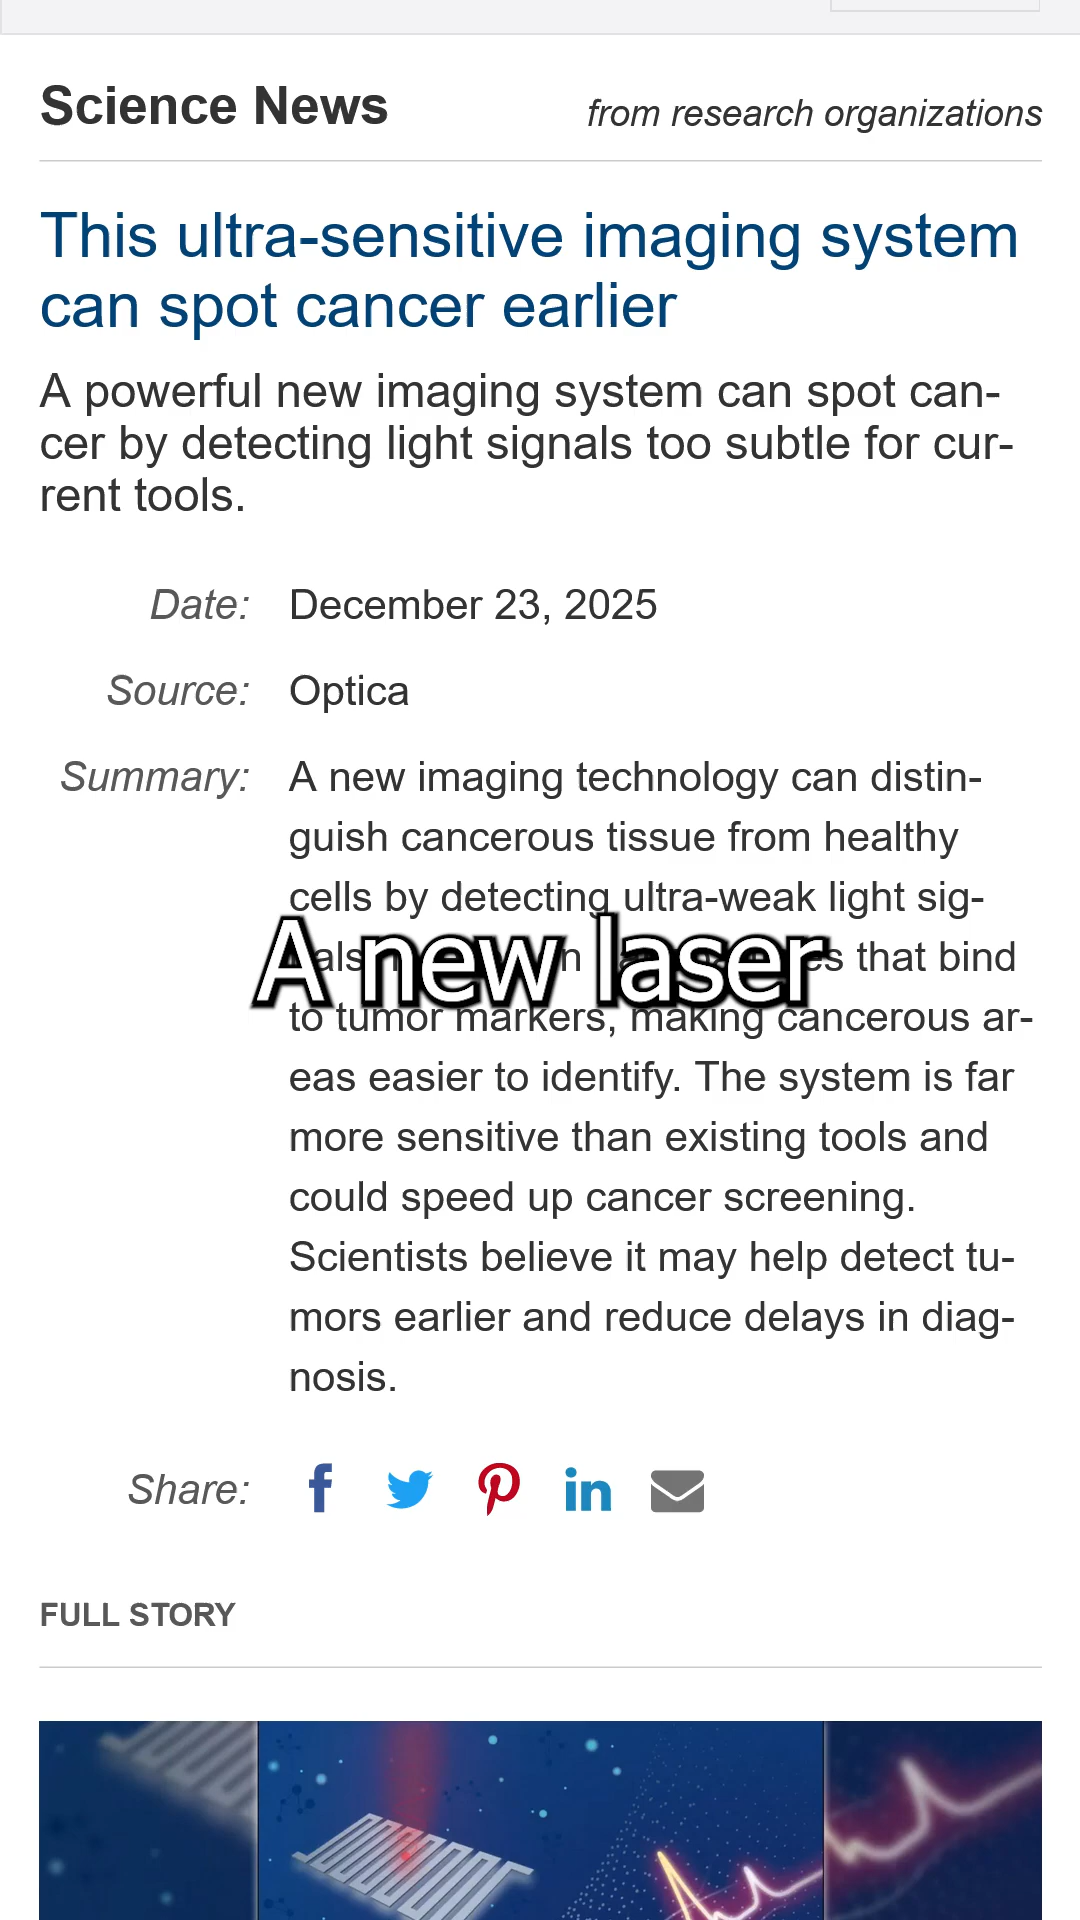 Science News
from research organizations
This ultra-sensitive imaging system
can spot cancer earlier
A powerful new imaging system can spot can-
cer by detecting light signals too subtle for cur-
rent tools.
Date: December 23, 2025
Source: Optica
Summary: A new imaging technology can distin-
guish cancerous tissue from healthy
cells by detecting ultra-weak light sig-
that bind
A new laser
to tumor markers, making cancerous ar-
eas easier to identify. The system is far
more sensitive than existing tools and
could speed up cancer screening.
Scientists believe it may help detect tu-
mors earlier and reduce delays in diag-
nosis.
Share:
FULL STORY